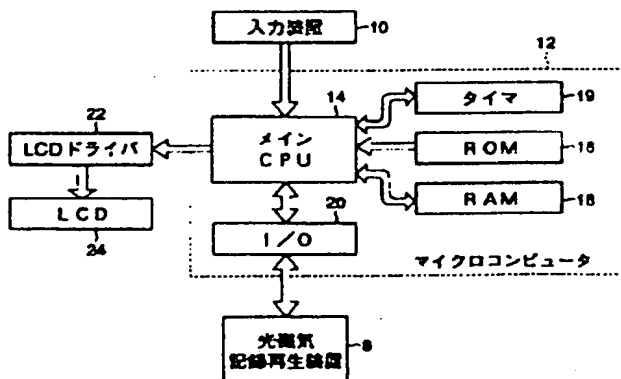 入力装置
10
12
14
タイマ
19
22
メイン
CPU
LCDドライバ
ROM
16
LCD
RAM
18
24
20
I/O
マイクロコンピュータ
光磁気
記録再生装置
8